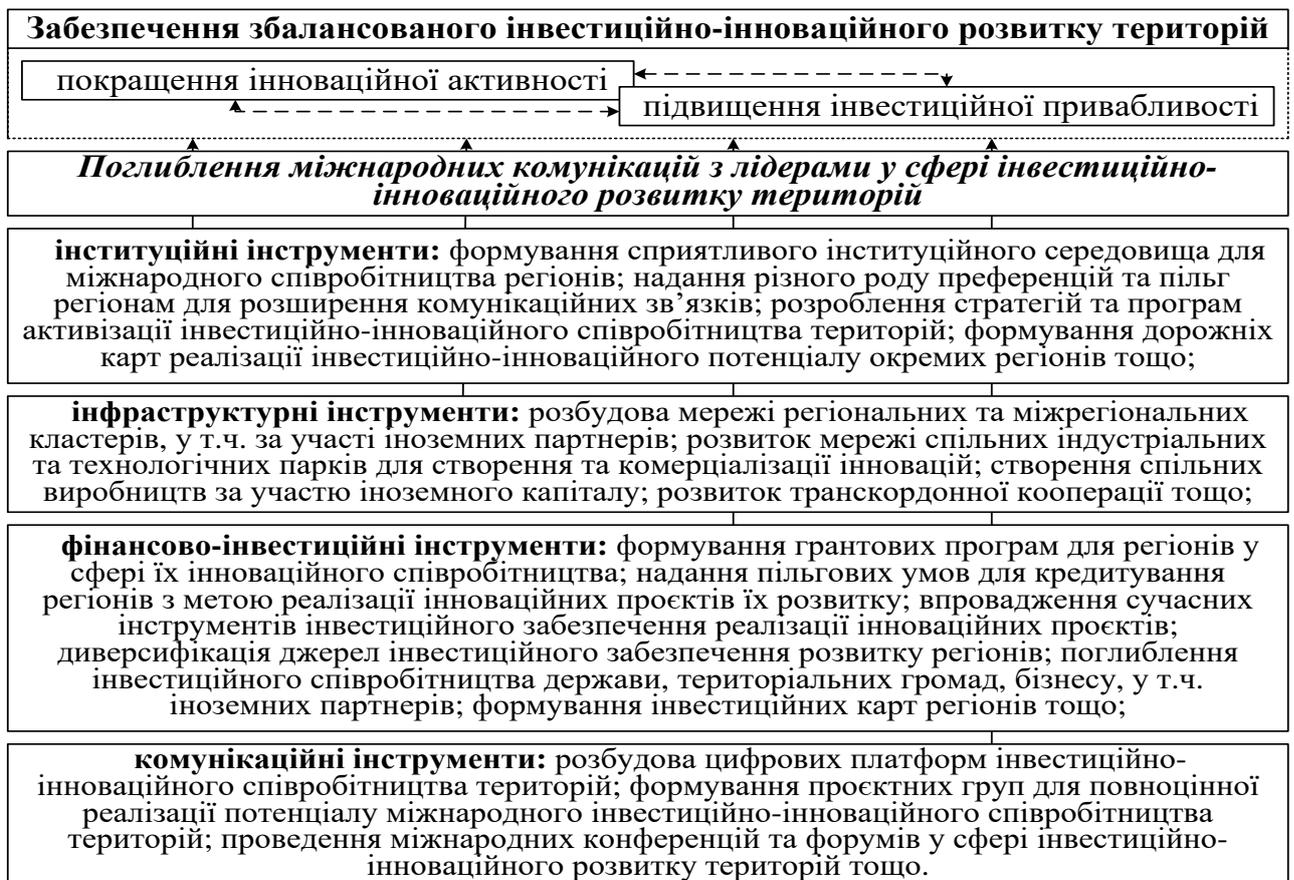 Забезпечення збалансованого інвестиційно-інноваційного розвитку територій
покращення інноваційної активності
підвищення інвестиційної привабливості
Поглиблення міжнародних комунікацій з лідерами у сфері інвестиційно-
інноваційного розвитку територій
інституційні інструменти: формування сприятливого інституційного середовища для
міжнародного співробітництва регіонів; надання різного роду преференцій та пільг
регіонам для розширення комунікаційних зв’язків; розроблення стратегій та програм
активізації інвестиційно-інноваційного співробітництва територій; формування дорожніх
карт реалізації інвестиційно-інноваційного потенціалу окремих регіонів тощо;
інфраструктурні інструменти: розбудова мережі регіональних та міжрегіональних
кластерів, у т.ч. за участі іноземних партнерів; розвиток мережі спільних індустріальних
та технологічних парків для створення та комерціалізації інновацій; створення спільних
виробництв за участю іноземного капіталу; розвиток транскордонної кооперації тощо;
фінансово-інвестиційні інструменти: формування грантових програм для регіонів у
сфері їх інноваційного співробітництва; надання пільгових умов для кредитування
регіонів з метою реалізації інноваційних проєктів їх розвитку; впровадження сучасних
інструментів інвестиційного забезпечення реалізації інноваційних проєктів;
диверсифікація джерел інвестиційного забезпечення розвитку регіонів; поглиблення
інвестиційного співробітництва держави, територіальних громад, бізнесу, у т.ч.
іноземних партнерів; формування інвестиційних карт регіонів тощо;
комунікаційні інструменти: розбудова цифрових платформ інвестиційно-
інноваційного співробітництва територій; формування проєктних груп для повноцінної
реалізації потенціалу міжнародного інвестиційно-інноваційного співробітництва
територій; проведення міжнародних конференцій та форумів у сфері інвестиційно-
інноваційного розвитку територій тощо.